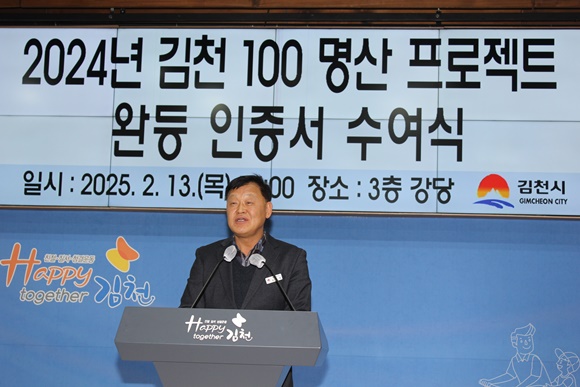 2024년 김천 100 명산 프로젝트
완등 인증서 수여식
일시 : 2025. 2. 13.(목) :00 장소 : 3층 강당
김천시
GIMCHEON CITY
Happy
together 김천
Happy
together 김천